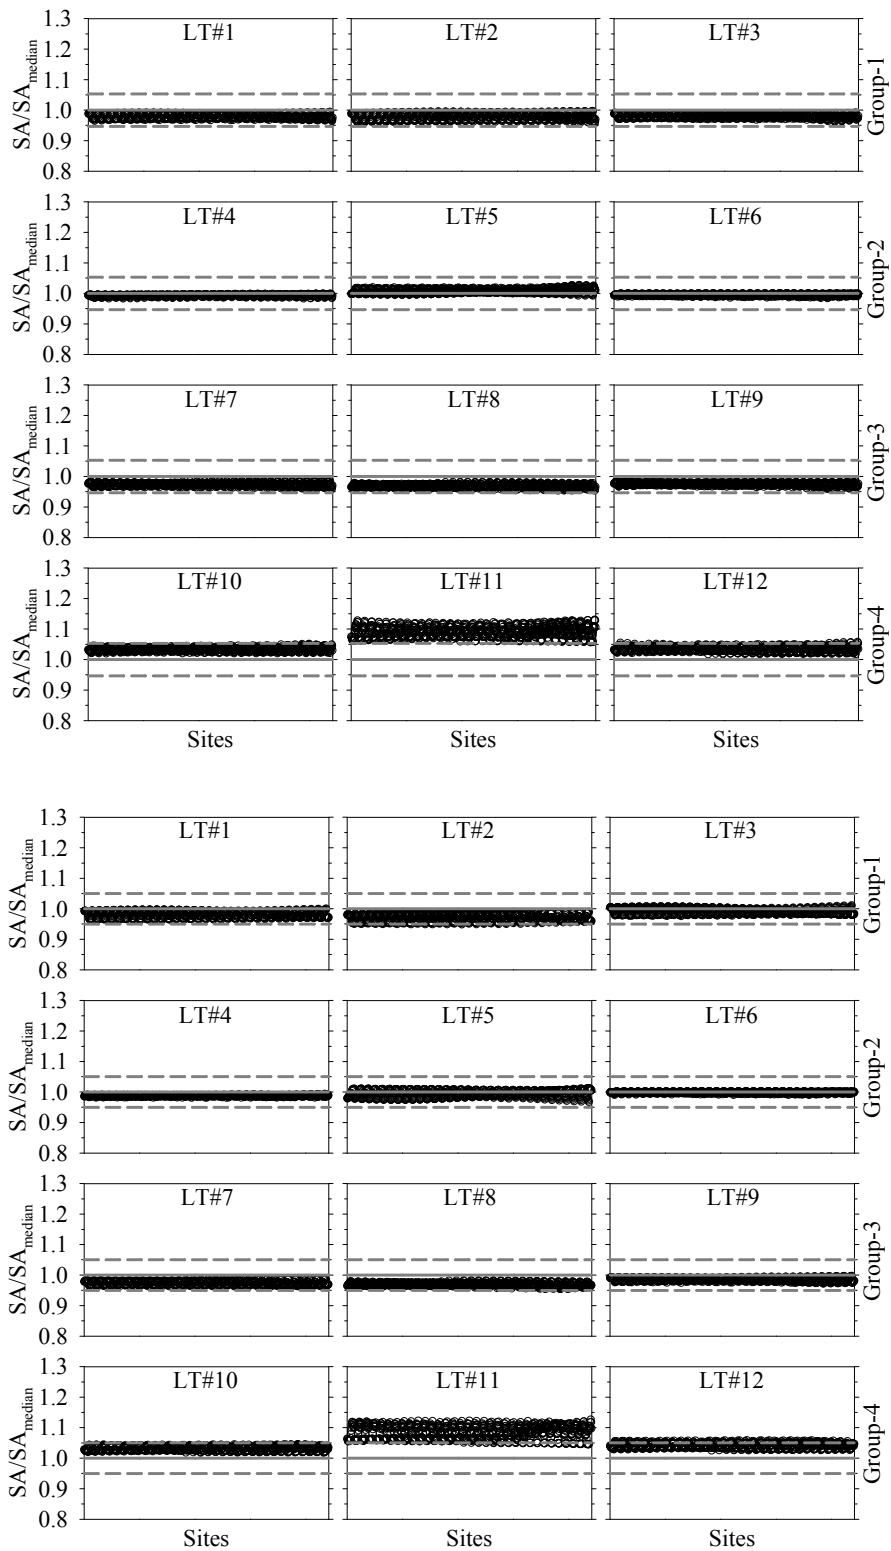 1.3
1.2
1.1
1.0
0.9
0.8
SA/SAmedian
LT#1
LT#2
LT#3
Group-1
1.3
1.2
1.1
1.0
0.9
0.8
SA/SAmedian
LT#4
LT#5
LT#6
Group-2
1.3
1.2
1.1
1.0
0.9
0.8
SA/SAmedian
LT#7
LT#8
LT#9
Group-3
1.3
1.2
1.1
1.0
0.9
0.8
SA/SAmedian
LT#10
LT#11
LT#12
Group-4
Sites
Sites
Sites
1.3
1.2
1.1
1.0
0.9
0.8
SA/SAmedian
LT#1
LT#2
LT#3
Group-1
1.3
1.2
1.1
1.0
0.9
0.8
SA/SAmedian
LT#4
LT#5
LT#6
Group-2
1.3
1.2
1.1
1.0
0.9
0.8
SA/SAmedian
LT#7
LT#8
LT#9
Group-3
1.3
1.2
1.1
1.0
0.9
0.8
SA/SAmedian
LT#10
LT#11
LT#12
Group-4
Sites
Sites
Sites